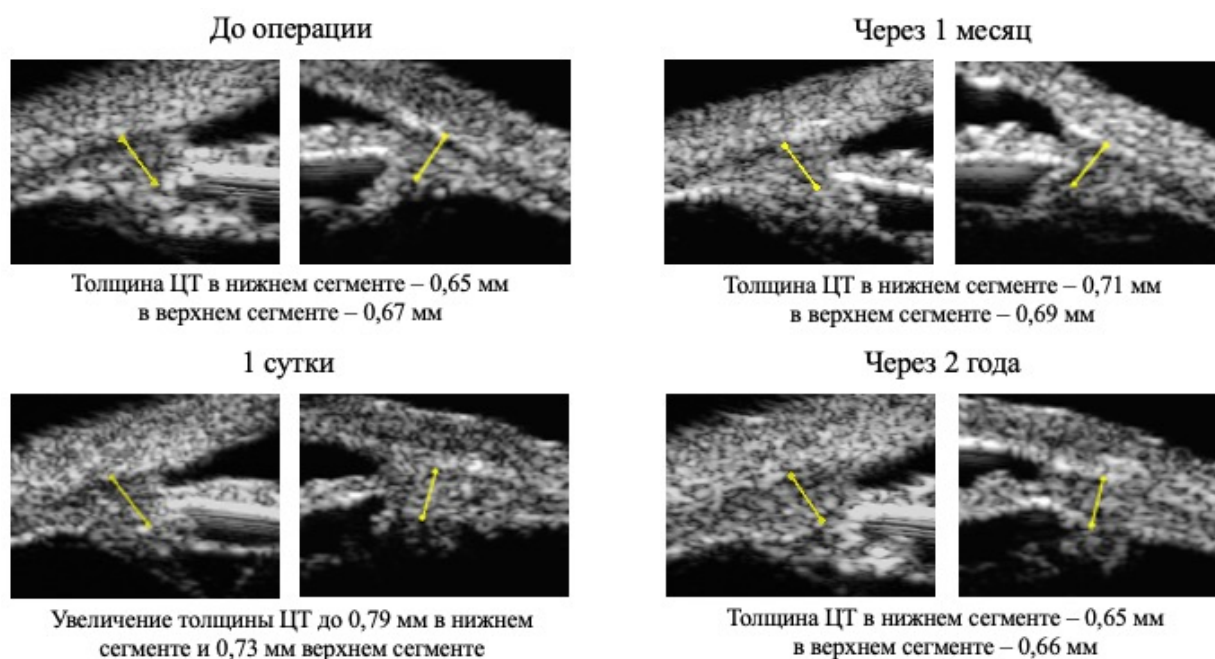 До операции
Толщина ЦТ в нижнем сегменте – 0,65 мм
в верхнем сегменте – 0,67 мм
Через 1 месяц
Толщина ЦТ в нижнем сегменте – 0,71 мм
в верхнем сегменте – 0,69 мм
1 сутки
Увеличение толщины ЦТ до 0,79 мм в нижнем
сегменте и 0,73 мм верхнем сегменте
Через 2 года
Толщина ЦТ в нижнем сегменте – 0,65 мм
в верхнем сегменте – 0,66 мм